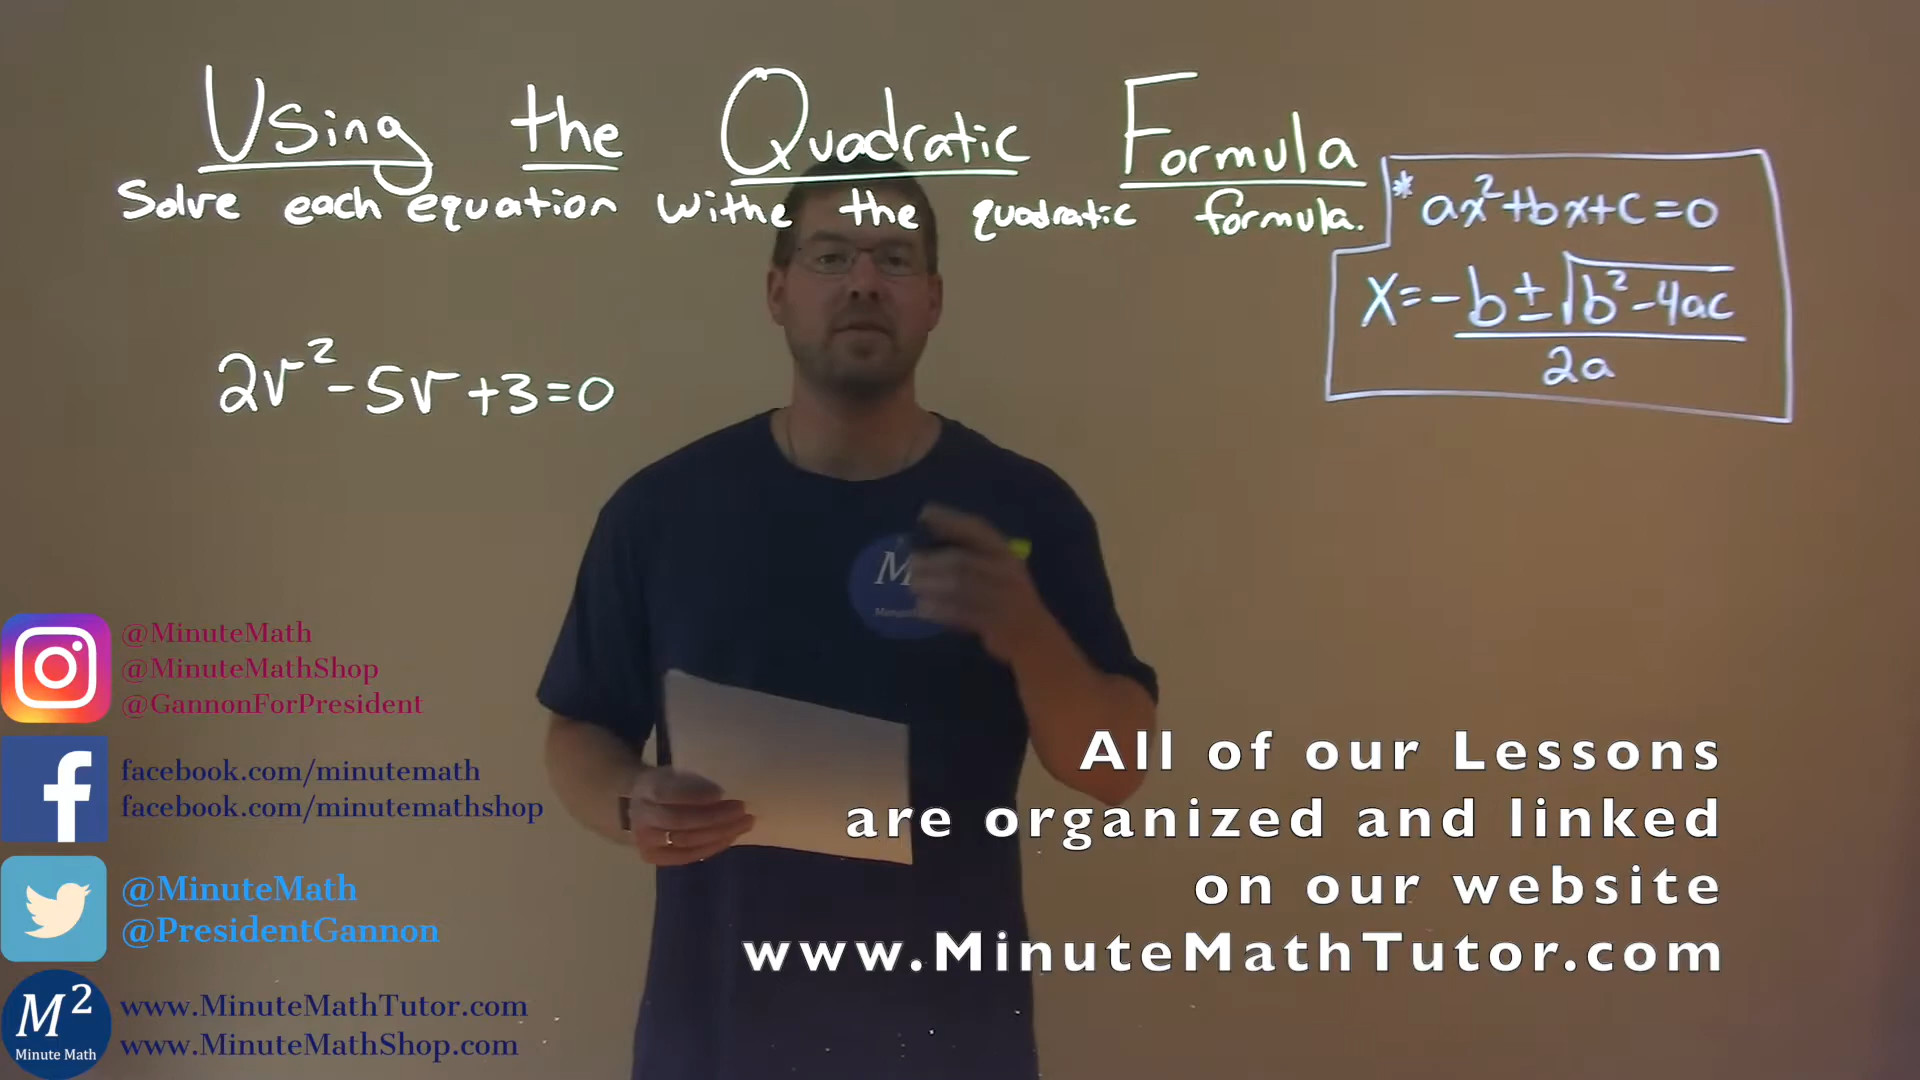 Using the Quadratic Formula
Solve each equation withe the quadratic formula.
* ax²+bx+c=0
x= -b±√b²-4ac
2a
2r²-5r+3=0
M
@MinuteMath
@MinuteMathShop
@GannonForPresident
facebook.com/minutemath
facebook.com/minutemathshop
@MinuteMath
@PresidentGannon
M²
Minute Math
www.MinuteMathTutor.com
www.MinuteMathShop.com
All of our Lessons
are organized and linked
on our website
www.MinuteMathTutor.com